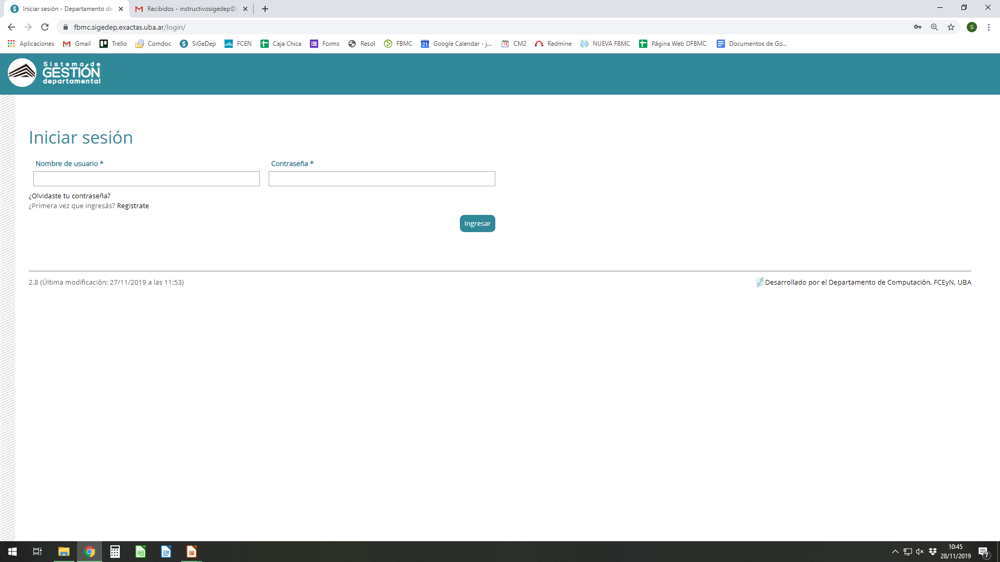 Iniciar sesión - Departamento de
Recibidos - instructivosigedep@g
fbmc.sigedep.exactas.uba.ar/login/
S
Aplicaciones Gmail Trello Comdoc SiGeDep FCEN Caja Chica Forms Resol FBMC Google Calendar - j... CM2 Redmine NUEVA FBMC Página Web DFBMC Documentos de Go...
Sistema de
GESTIÓN
departamental
Iniciar sesión
Nombre de usuario * Contraseña *
¿Olvidaste tu contraseña?
¿Primera vez que ingresás? Registrate
Ingresar
2.8 (Última modificación: 27/11/2019 a las 11:53) Desarrollado por el Departamento de Computación, FCEyN, UBA
10:45
28/11/2019
7